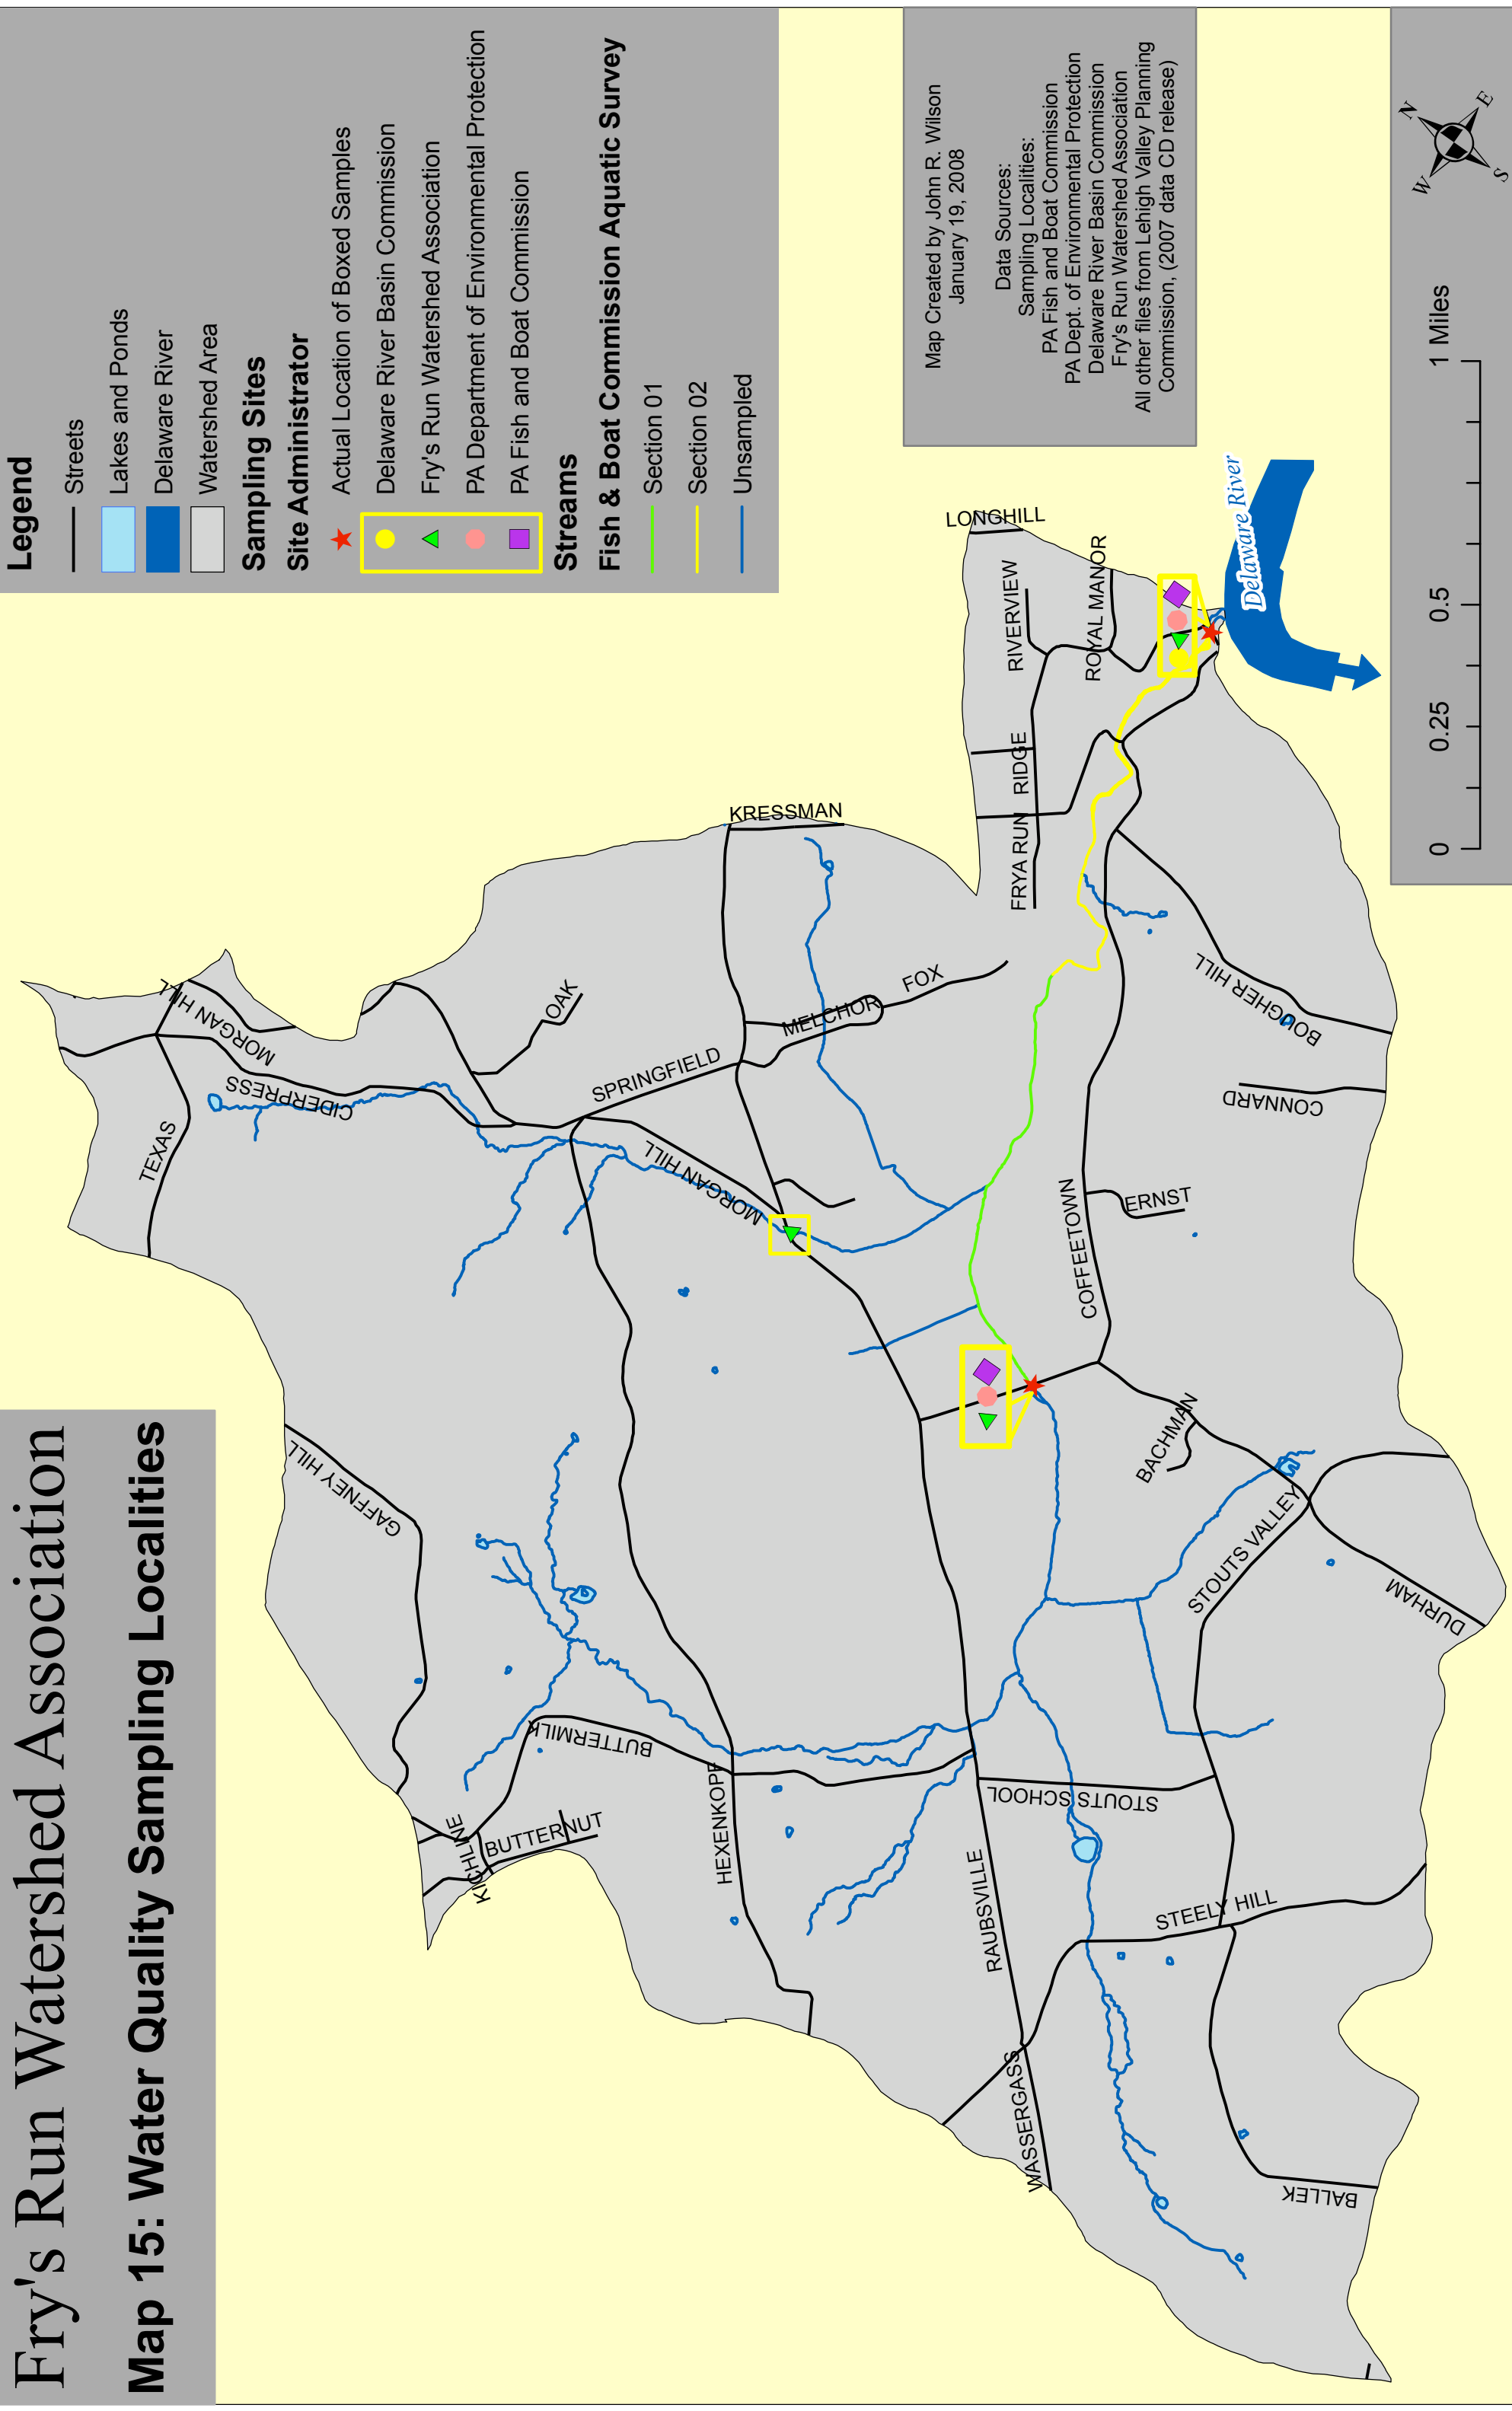 Fry's Run Watershed Association
Map 15: Water Quality Sampling Localities
Legend
Streets
Lakes and Ponds
Delaware River
Watershed Area
Sampling Sites
Site Administrator
Actual Location of Boxed Samples
Delaware River Basin Commission
Fry's Run Watershed Association
PA Department of Environmental Protection
PA Fish and Boat Commission
Streams
Fish & Boat Commission Aquatic Survey
Section 01
Section 02
Unsampled
TEXAS
MORGAN HILL
CIDERPRESS
OAK
GAFFNEY HILL
SPRINGFIELD
KRESSMAN
MORGAN HILL
MELCHOR
FOX
KICHLINE
BUTTERNUT
BUTTERMILK
HEXENKOPF
LONGHILL
RIVERVIEW
ROYAL MANOR
RIDGE
FRYA RUN
RAUBSVILLE
WASSERGASS
STOUTS SCHOOL
COFFEETOWN
ERNST
BACHMAN
STOUTS VALLEY
STEELY HILL
BOUGHER HILL
CONNARD
DURHAM
BALLEK
Delaware River
Map Created by John R. Wilson
January 19, 2008
Data Sources:
Sampling Localities:
PA Fish and Boat Commission
PA Dept. of Environmental Protection
Delaware River Basin Commission
Fry's Run Watershed Association
All other files from Lehigh Valley Planning
Commission, (2007 data CD release)
0 0.25 0.5 1 Miles
N
E
S
W